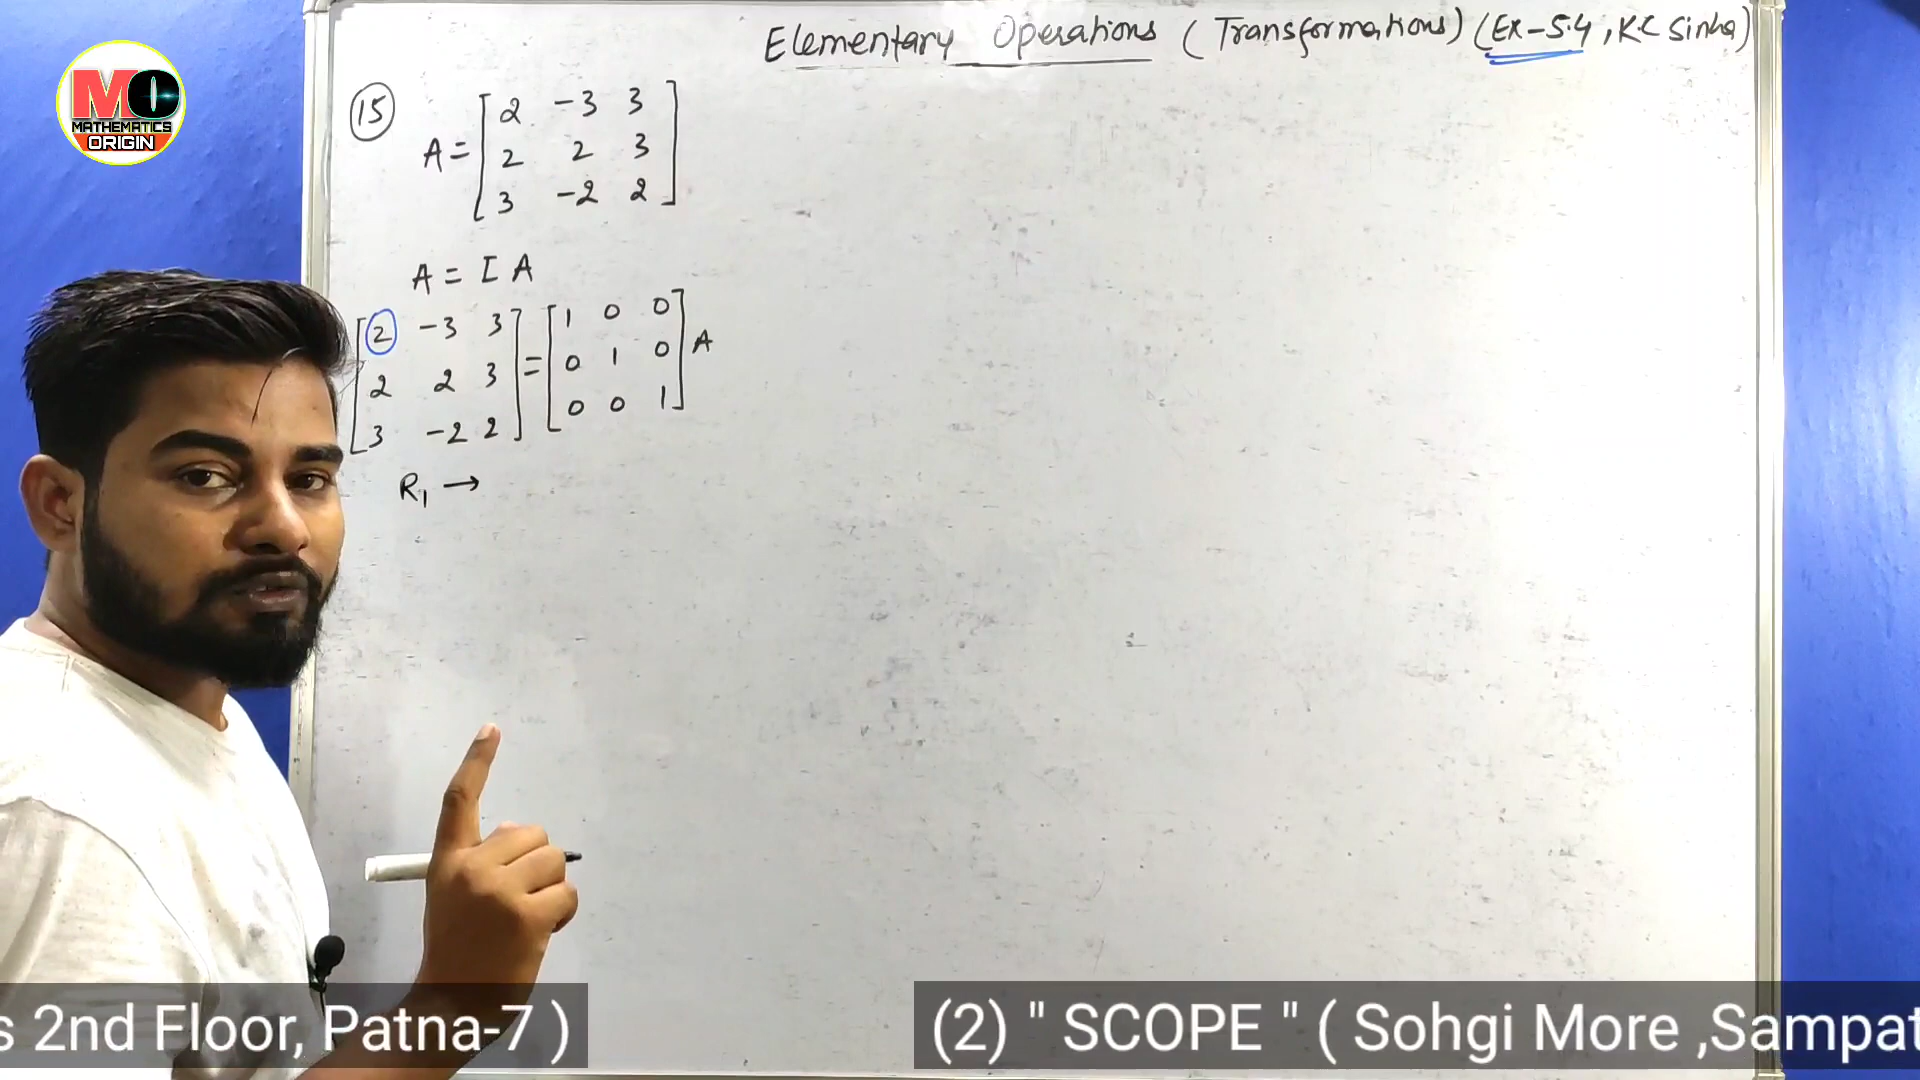 MO
MATHEMATICS
ORIGIN
Elementary Operations (Transformations) (Ex-5.4, K.C Sinha)
15
A = [ 2 -3 3
2 2 3
3 -2 2 ]
A = I A
[ 2 -3 3 ] = [ 1 0 0 ] A
2 2 3 0 1 0
3 -2 2 0 0 1
R1 →
s 2nd Floor, Patna-7 ) (2) " SCOPE " ( Sohgi More ,Sampat